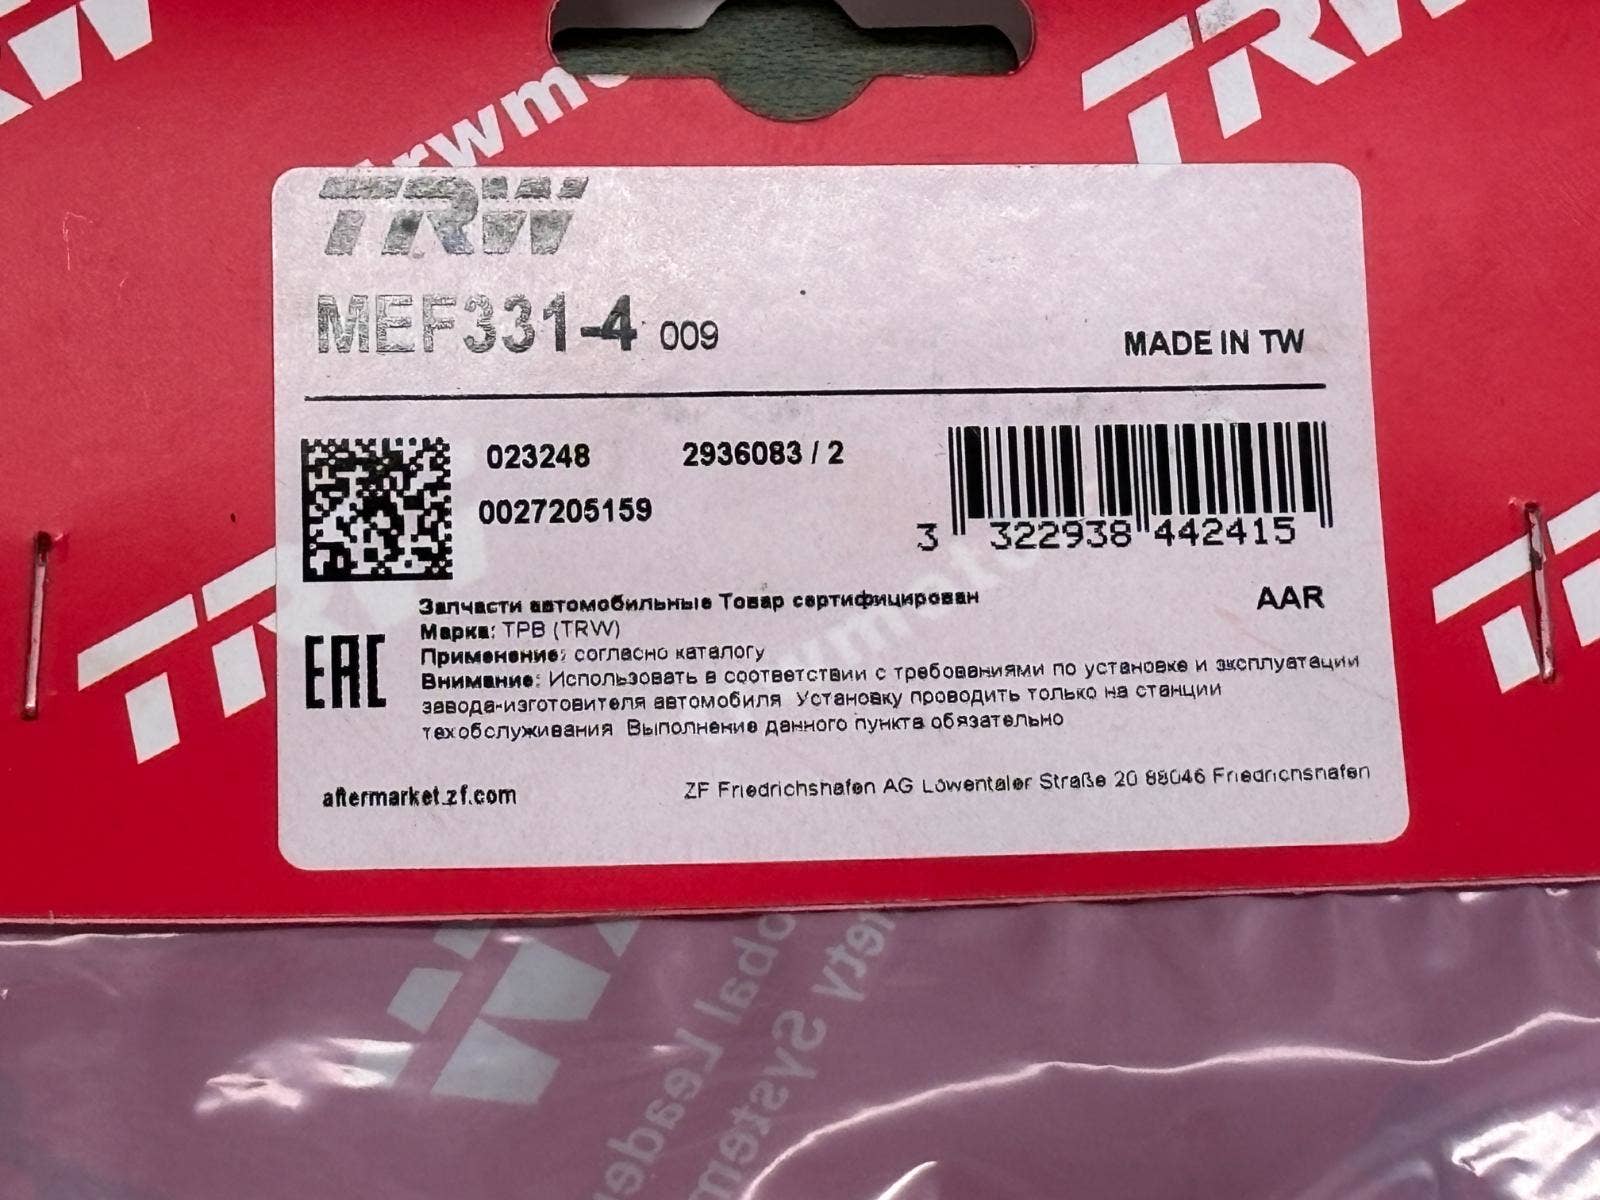 TRW
TRW
MEF331-4 009
MADE IN TW
023248 2936083 / 2
0027205159
3 322938 442415
Запчасти автомобильные Товар сертифицирован
AAR
EAC
Марка: ТРВ (TRW)
Применение: согласно каталогу
Внимание: Использовать в соответствии с требованиями по установке и эксплуатации
завода-изготовителя автомобиля Установку проводить только на станции
техобслуживания Выполнение данного пункта обязательно
aftermarket.zf.com
ZF Friedrichshafen AG Löwentaler Straße 20 88046 Friedrichshafen
TRW
TRW